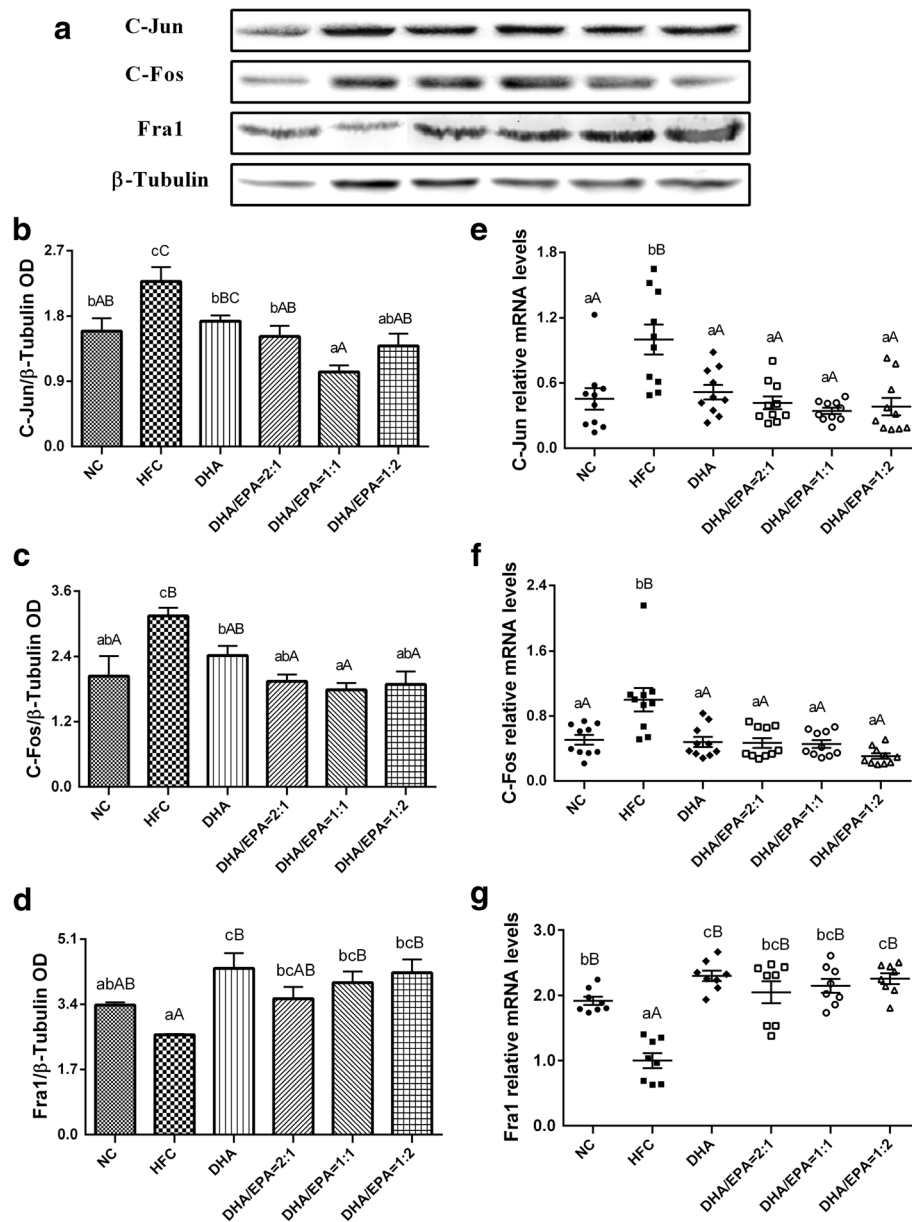 a
C-Jun
C-Fos
Fra1
β-Tubulin
b
C-Jun/β-Tubulin OD
2.7
1.8
0.9
0.0
bAB
cC
bBC
bAB
aA
abAB
NC
HFC
DHA
DHA/EPA=2:1
DHA/EPA=1:1
DHA/EPA=1:2
e
C-Jun relative mRNA levels
1.8
1.2
0.6
0.0
aA
bB
aA
aA
aA
aA
NC
HFC
DHA
DHA/EPA=2:1
DHA/EPA=1:1
DHA/EPA=1:2
c
C-Fos/β-Tubulin OD
3.6
2.4
1.2
0.0
abA
cB
bAB
abA
aA
abA
NC
HFC
DHA
DHA/EPA=2:1
DHA/EPA=1:1
DHA/EPA=1:2
f
C-Fos relative mRNA levels
2.4
1.6
0.8
0.0
aA
bB
aA
aA
aA
aA
NC
HFC
DHA
DHA/EPA=2:1
DHA/EPA=1:1
DHA/EPA=1:2
d
Fra1/β-Tubulin OD
5.1
3.4
1.7
0.0
abAB
aA
cB
bcAB
bcB
bcB
NC
HFC
DHA
DHA/EPA=2:1
DHA/EPA=1:1
DHA/EPA=1:2
g
Fra1 relative mRNA levels
3.0
2.0
1.0
0.0
bB
aA
cB
bcB
bcB
cB
NC
HFC
DHA
DHA/EPA=2:1
DHA/EPA=1:1
DHA/EPA=1:2